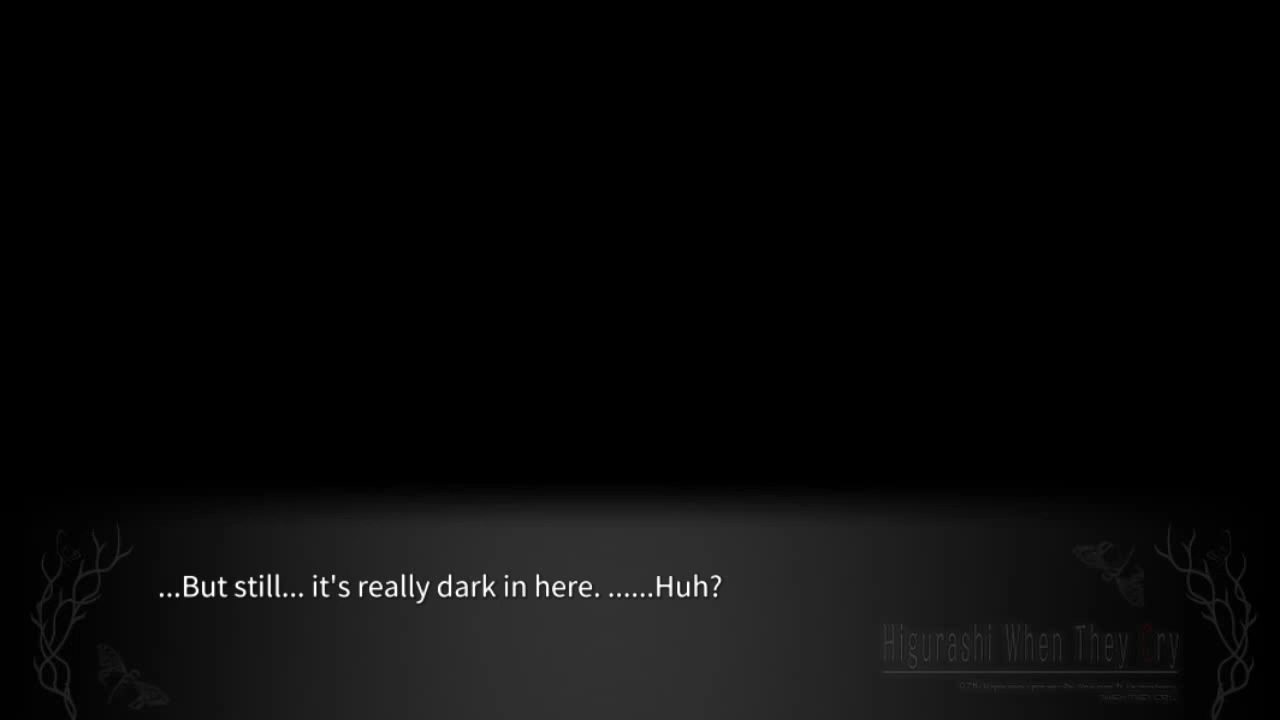 ...But still... it's really dark in here. ......Huh?
Higurashi When They Cry